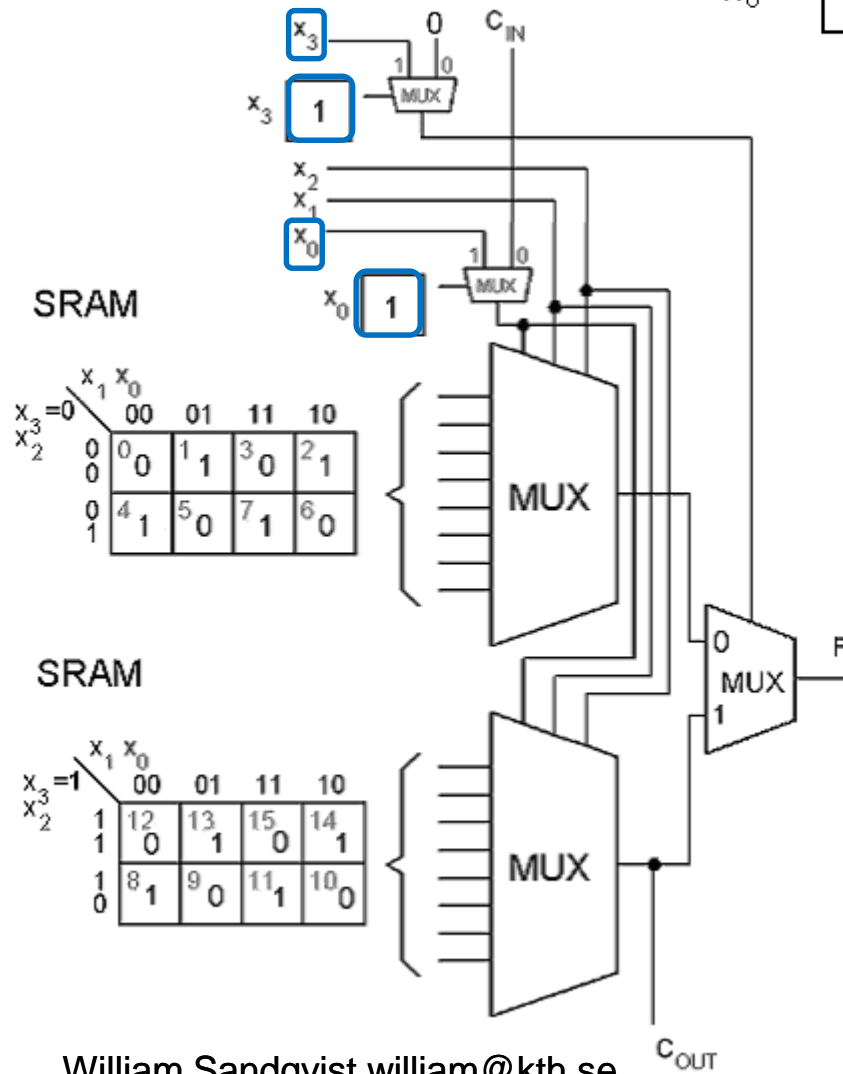 x3 0 CIN
1 0
MUX
x3 1
x2
x1
x0
1 0
MUX
x0 1
SRAM
x1 x0
x3=0 00 01 11 10
x2
0 0 0 0 1 1 3 0 2 1
0 1 4 1 5 0 7 1 6 0
MUX
0
MUX
1
SRAM
x1 x0
x3=1 00 01 11 10
x2
1 1 12 0 13 1 15 0 14 1
1 0 8 1 9 0 11 1 10 0
MUX
COUT
William Sandqvist william@kth.se